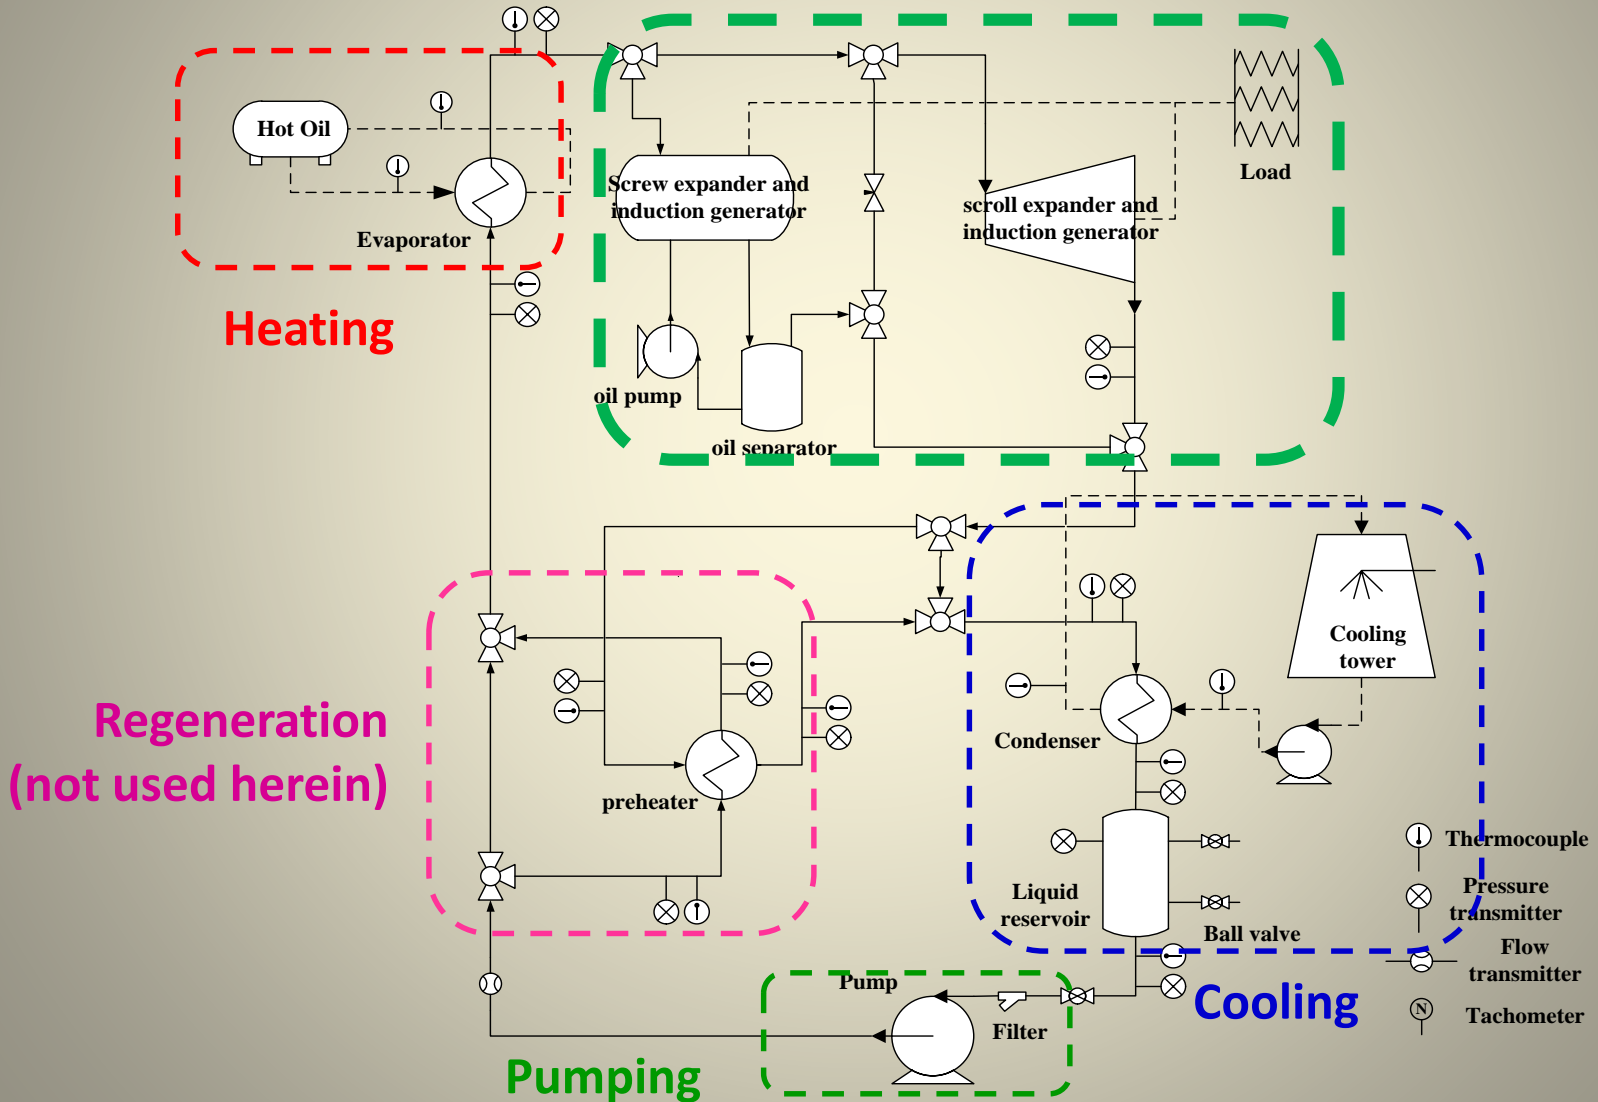 Hot Oil
Evaporator
Heating
Screw expander and
induction generator
scroll expander and
induction generator
Load
oil pump
oil separator
Regeneration
(not used herein)
preheater
Condenser
Cooling
tower
Liquid
reservoir
Ball valve
Thermocouple
Pressure
transmitter
Flow
transmitter
N
Tachometer
Cooling
Pump
Filter
Pumping